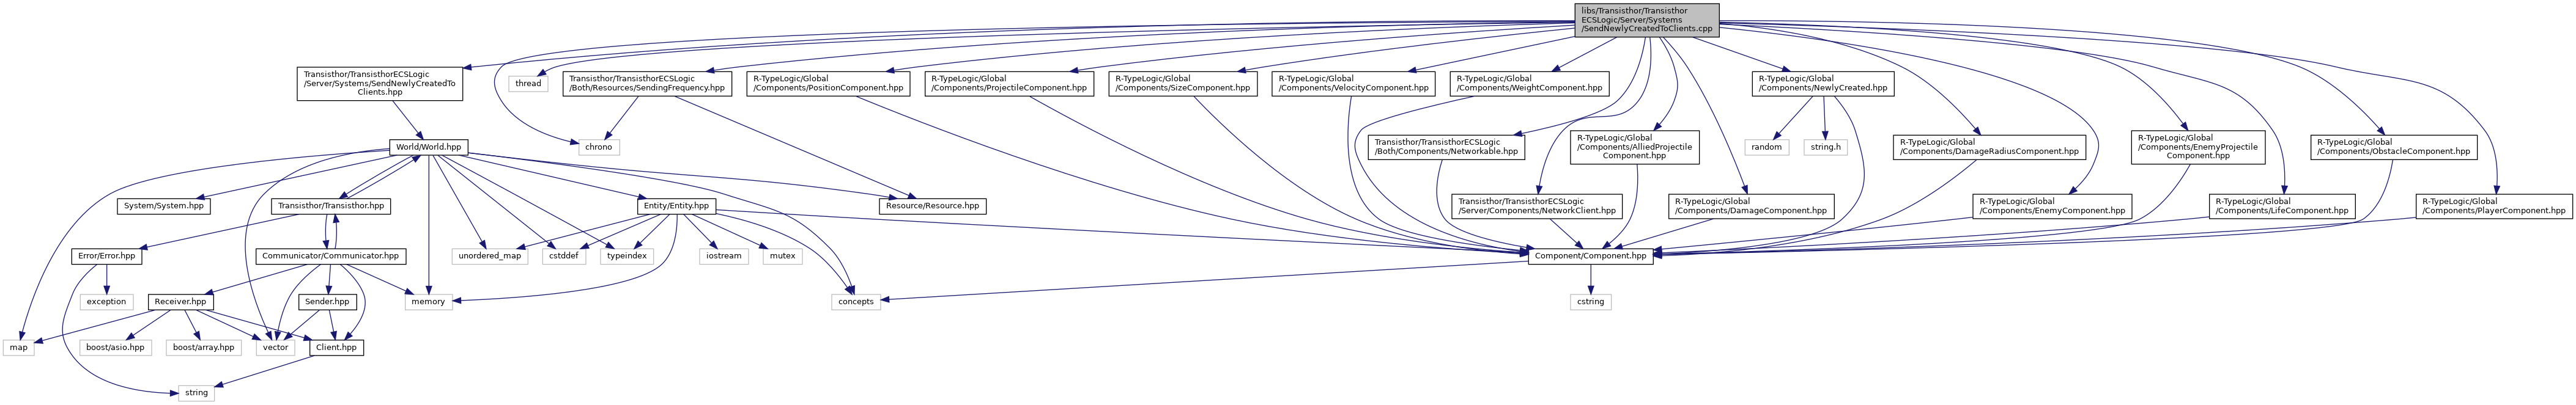 libs/Transisthor/Transisthor
ECSLogic/Server/Systems
/SendNewlyCreatedToClients.cpp
Transisthor/TransisthorECSLogic
/Server/Systems/SendNewlyCreatedTo
Clients.hpp
thread
Transisthor/TransisthorECSLogic
/Both/Resources/SendingFrequency.hpp
R-TypeLogic/Global
/Components/PositionComponent.hpp
R-TypeLogic/Global
/Components/ProjectileComponent.hpp
R-TypeLogic/Global
/Components/SizeComponent.hpp
R-TypeLogic/Global
/Components/VelocityComponent.hpp
R-TypeLogic/Global
/Components/WeightComponent.hpp
R-TypeLogic/Global
/Components/NewlyCreated.hpp
World/World.hpp
chrono
Transisthor/TransisthorECSLogic
/Both/Components/Networkable.hpp
R-TypeLogic/Global
/Components/AlliedProjectile
Component.hpp
random
string.h
R-TypeLogic/Global
/Components/DamageRadiusComponent.hpp
R-TypeLogic/Global
/Components/EnemyProjectile
Component.hpp
R-TypeLogic/Global
/Components/ObstacleComponent.hpp
System/System.hpp
Transisthor/Transisthor.hpp
Entity/Entity.hpp
Resource/Resource.hpp
Transisthor/TransisthorECSLogic
/Server/Components/NetworkClient.hpp
R-TypeLogic/Global
/Components/DamageComponent.hpp
R-TypeLogic/Global
/Components/EnemyComponent.hpp
R-TypeLogic/Global
/Components/LifeComponent.hpp
R-TypeLogic/Global
/Components/PlayerComponent.hpp
Error/Error.hpp
Communicator/Communicator.hpp
unordered_map
cstddef
typeindex
iostream
mutex
Component/Component.hpp
exception
Receiver.hpp
Sender.hpp
memory
concepts
cstring
map
boost/asio.hpp
boost/array.hpp
vector
Client.hpp
string